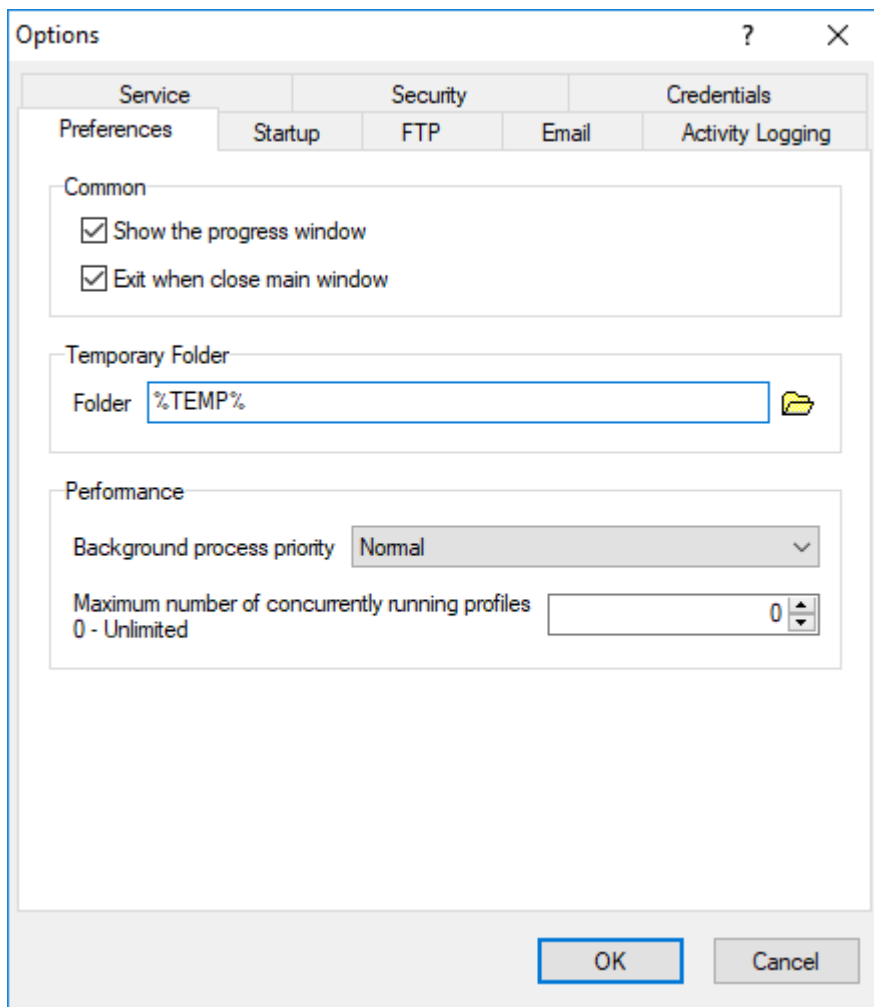 Options ?
Service Security Credentials
Preferences Startup FTP Email Activity Logging
Common
Show the progress window
Exit when close main window
Temporary Folder
Folder %TEMP%
Performance
Background process priority Normal
Maximum number of concurrently running profiles
0 - Unlimited 0
OK Cancel